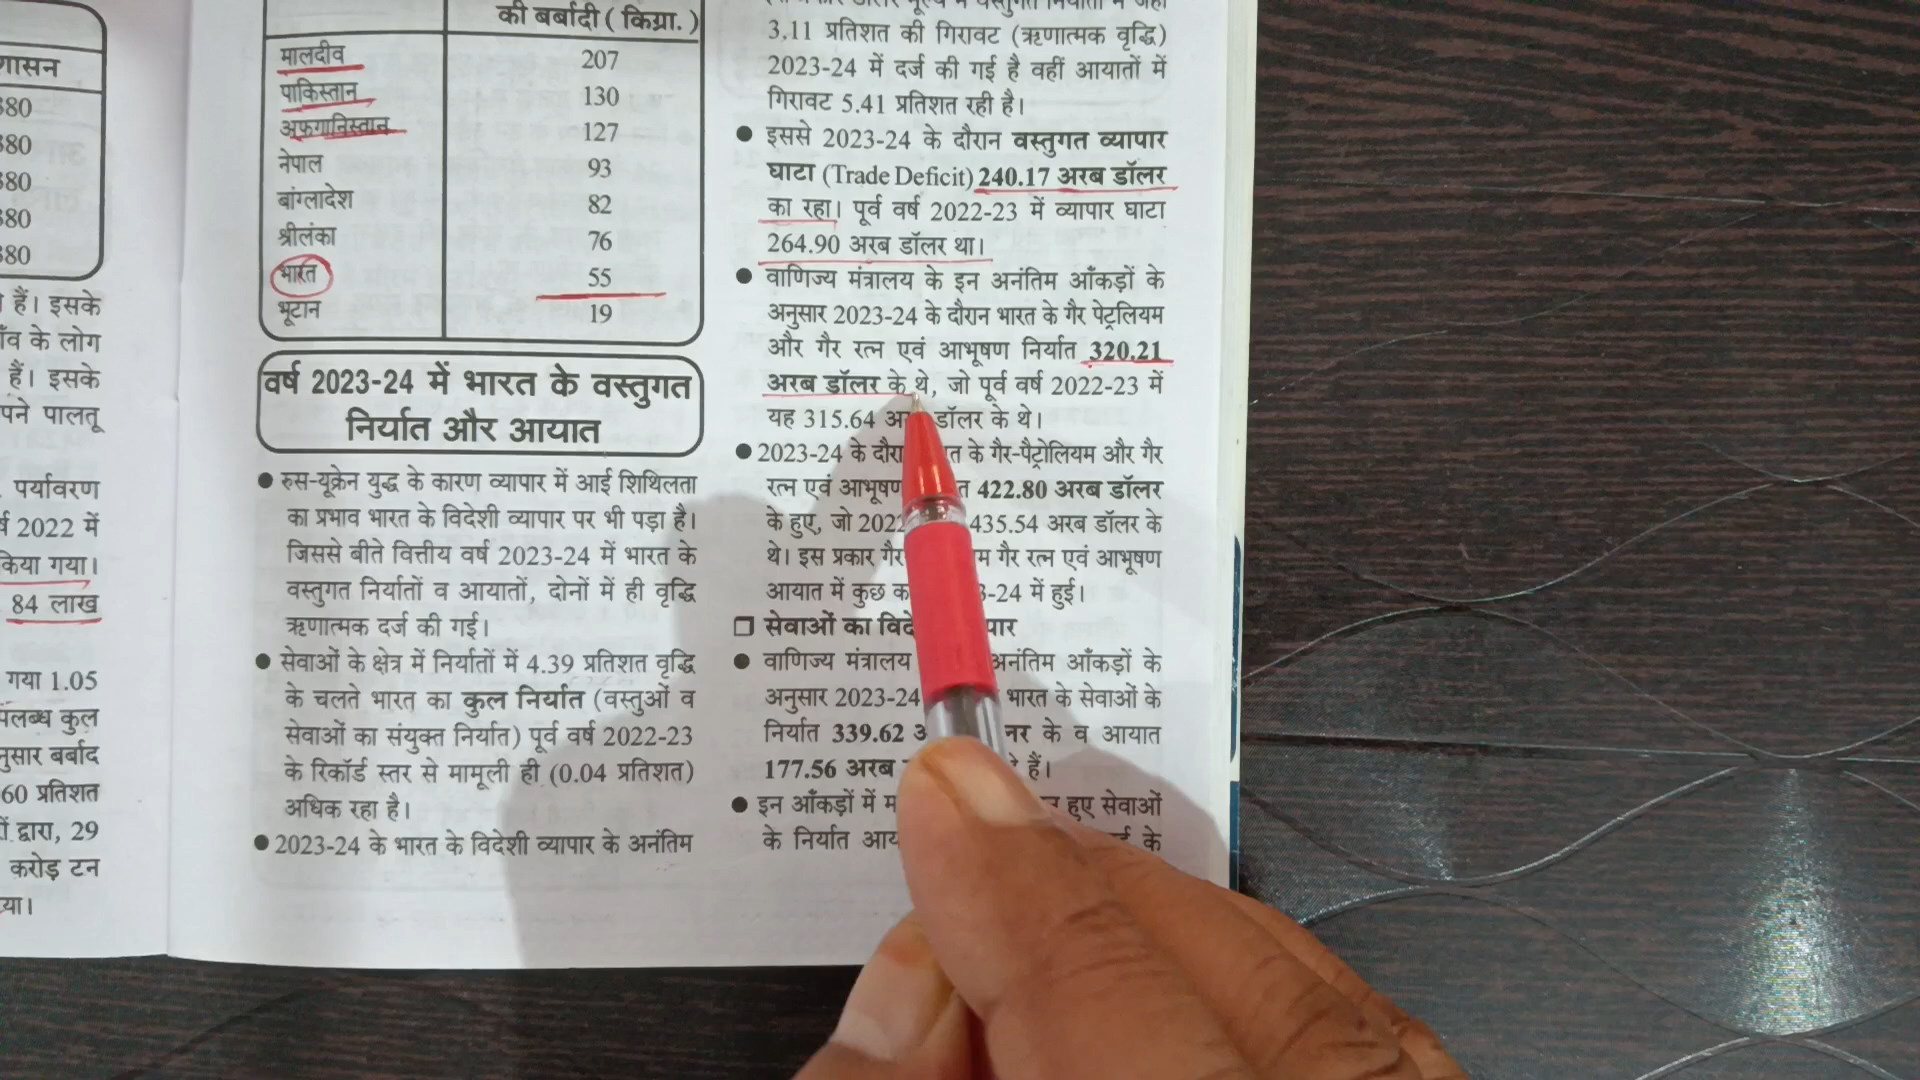 गासन
380
380
380
380
380
हैं। इसके
गाँव के लोग
हैं। इसके
पने पालतू
पर्यावरण
2022 में
किया गया।
84 लाख
गया 1.05
कुल
नुसार बर्बाद
60 प्रतिशत
द्वारा, 29
करोड़ टन
की बर्बादी ( किग्रा. )
मालदीव 207
पाकिस्तान 130
अफगानिस्तान 127
नेपाल 93
बांग्लादेश 82
श्रीलंका 76
भारत 55
भूटान 19
वर्ष 2023-24 में भारत के वस्तुगत
निर्यात और आयात
● रुस-यूक्रेन युद्ध के कारण व्यापार में आई शिथिलता
का प्रभाव भारत के विदेशी व्यापार पर भी पड़ा है।
जिससे बीते वित्तीय वर्ष 2023-24 में भारत के
वस्तुगत निर्यातों व आयातों, दोनों में ही वृद्धि
ऋणात्मक दर्ज की गई।
● सेवाओं के क्षेत्र में निर्यातों में 4.39 प्रतिशत वृद्धि
के चलते भारत का कुल निर्यात (वस्तुओं व
सेवाओं का संयुक्त निर्यात) पूर्व वर्ष 2022-23
के रिकॉर्ड स्तर से मामूली ही (0.04 प्रतिशत)
अधिक रहा है।
● 2023-24 के भारत के विदेशी व्यापार के अनंतिम
3.11 प्रतिशत की गिरावट (ऋणात्मक वृद्धि)
2023-24 में दर्ज की गई है वहीं आयातों में
गिरावट 5.41 प्रतिशत रही है।
● इससे 2023-24 के दौरान वस्तुगत व्यापार
घाटा (Trade Deficit) 240.17 अरब डॉलर
का रहा। पूर्व वर्ष 2022-23 में व्यापार घाटा
264.90 अरब डॉलर था।
● वाणिज्य मंत्रालय के इन अनंतिम आँकड़ों के
अनुसार 2023-24 के दौरान भारत के गैर पेट्रलियम
और गैर रत्न एवं आभूषण निर्यात 320.21
अरब डॉलर के थे, जो पूर्व वर्ष 2022-23 में
यह 315.64 अ डॉलर के थे।
● 2023-24 के दौरा त के गैर-पैट्रोलियम और गैर
रत्न एवं आभूषण त 422.80 अरब डॉलर
के हुए, जो 2022 435.54 अरब डॉलर के
थे। इस प्रकार गैर म गैर रत्न एवं आभूषण
आयात में कुछ क 3-24 में हुई।
❒ सेवाओं का विदे पार
● वाणिज्य मंत्रालय अनंतिम आँकड़ों के
अनुसार 2023-24 भारत के सेवाओं के
निर्यात 339.62 अ के व आयात
177.56 अरब हैं।
● इन आँकड़ों में म हुए सेवाओं
के निर्यात आय के